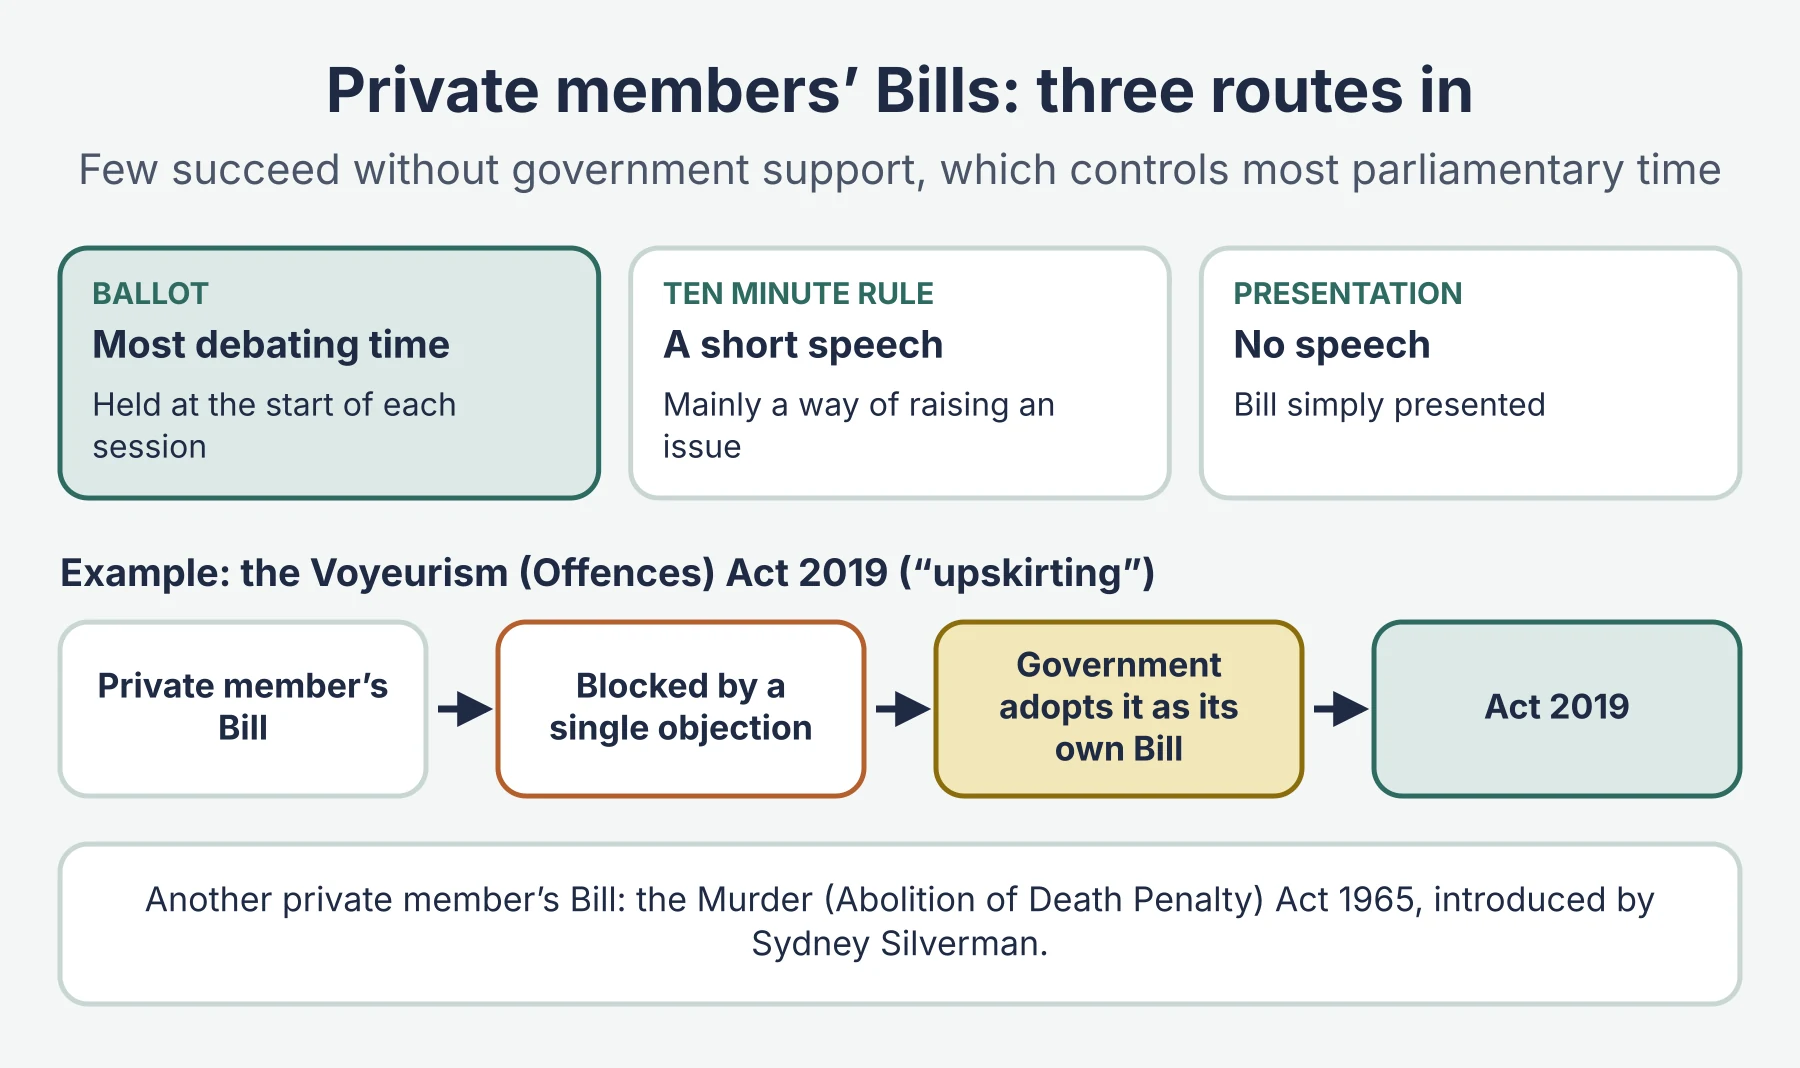 Private members’ Bills: three routes in
Few succeed without government support, which controls most parliamentary time
BALLOT
Most debating time
Held at the start of each
session
TEN MINUTE RULE
A short speech
Mainly a way of raising an
issue
PRESENTATION
No speech
Bill simply presented
Example: the Voyeurism (Offences) Act 2019 (“upskirting”)
Private member’s
Bill
Blocked by a
single objection
Government
adopts it as its
own Bill
Act 2019
Another private member’s Bill: the Murder (Abolition of Death Penalty) Act 1965, introduced by
Sydney Silverman.